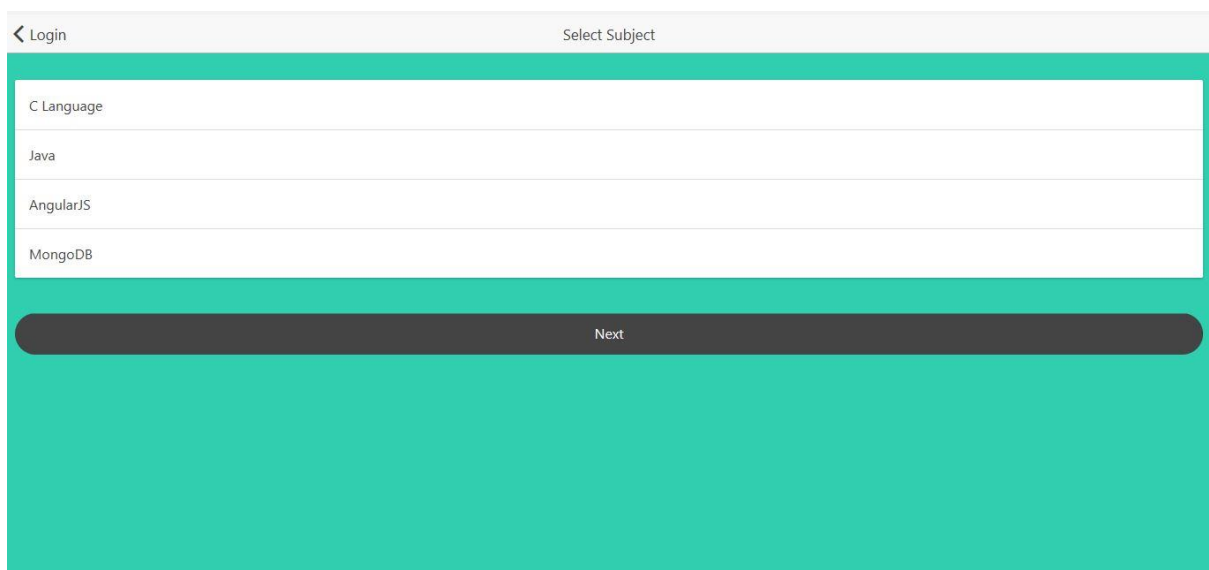 Login
Select Subject
C Language
Java
AngularJS
MongoDB
Next